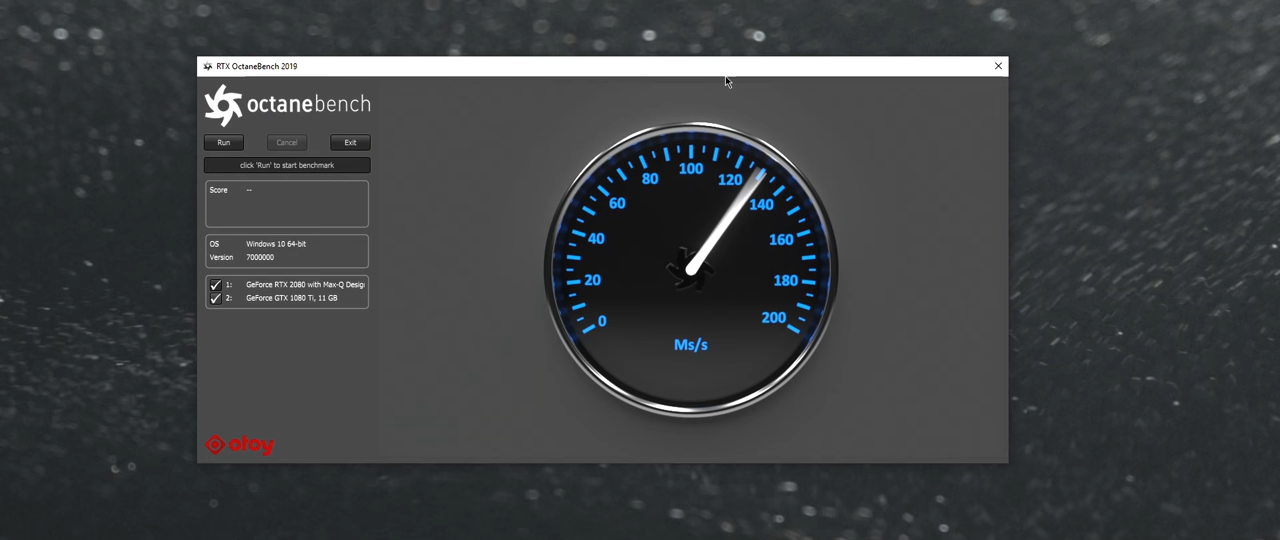 RTX OctaneBench 2019
octanebench
Run
Cancel
Exit
click 'Run' to start benchmark
Score --
OS Windows 10 64-bit
Version 7000000
1: GeForce RTX 2080 with Max-Q Desig
2: GeForce GTX 1080 Ti, 11 GB
otoy
0
20
40
60
80
100
120
140
160
180
200
Ms/s